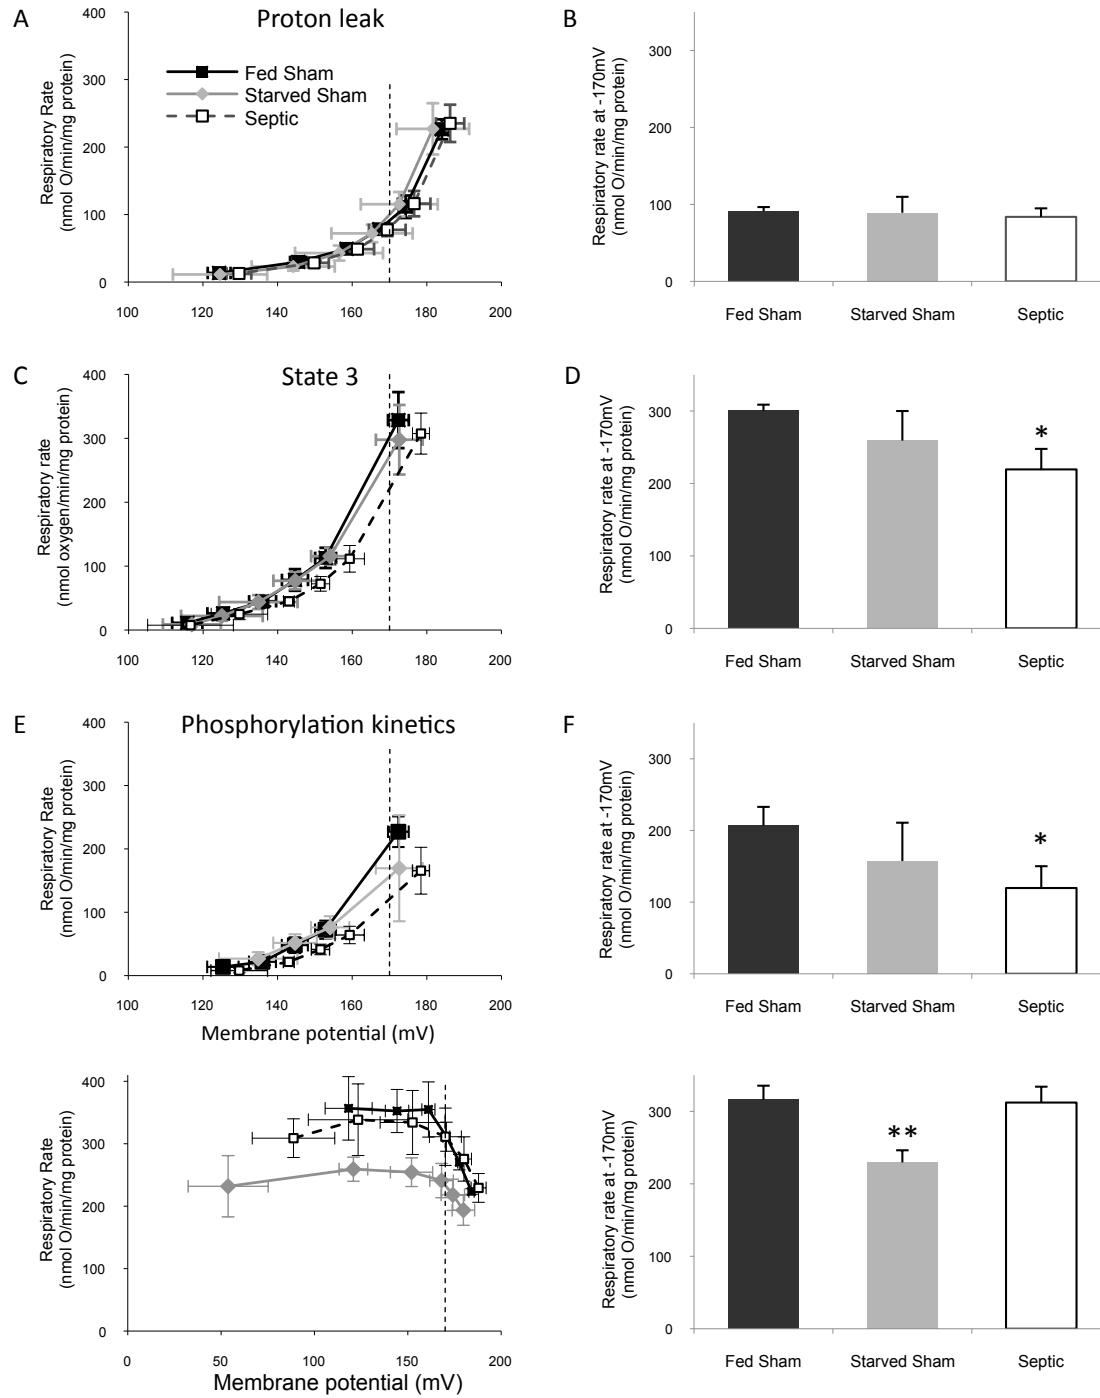 A
Proton leak
Respiratory Rate
(nmol O/min/mg protein)
400
300
200
100
0
Fed Sham
Starved Sham
Septic
100 120 140 160 180 200
B
Respiratory rate at -170mV
(nmol O/min/mg protein)
300
200
100
0
Fed Sham Starved Sham Septic
C
State 3
Respiratory rate
(nmol oxygen/min/mg protein)
400
300
200
100
0
100 120 140 160 180 200
D
Respiratory rate at -170mV
(nmol O/min/mg protein)
300
200
100
0
*
Fed Sham Starved Sham Septic
E
Phosphorylation kinetics
Respiratory Rate
(nmol O/min/mg protein)
400
300
200
100
0
100 120 140 160 180 200
Membrane potential (mV)
F
Respiratory rate at -170mV
(nmol O/min/mg protein)
300
200
100
0
*
Fed Sham Starved Sham Septic
Respiratory Rate
(nmol O/min/mg protein)
400
300
200
100
0
0 50 100 150 200
Membrane potential (mV)
Respiratory rate at -170mV
(nmol O/min/mg protein)
300
200
100
0
**
Fed Sham Starved Sham Septic